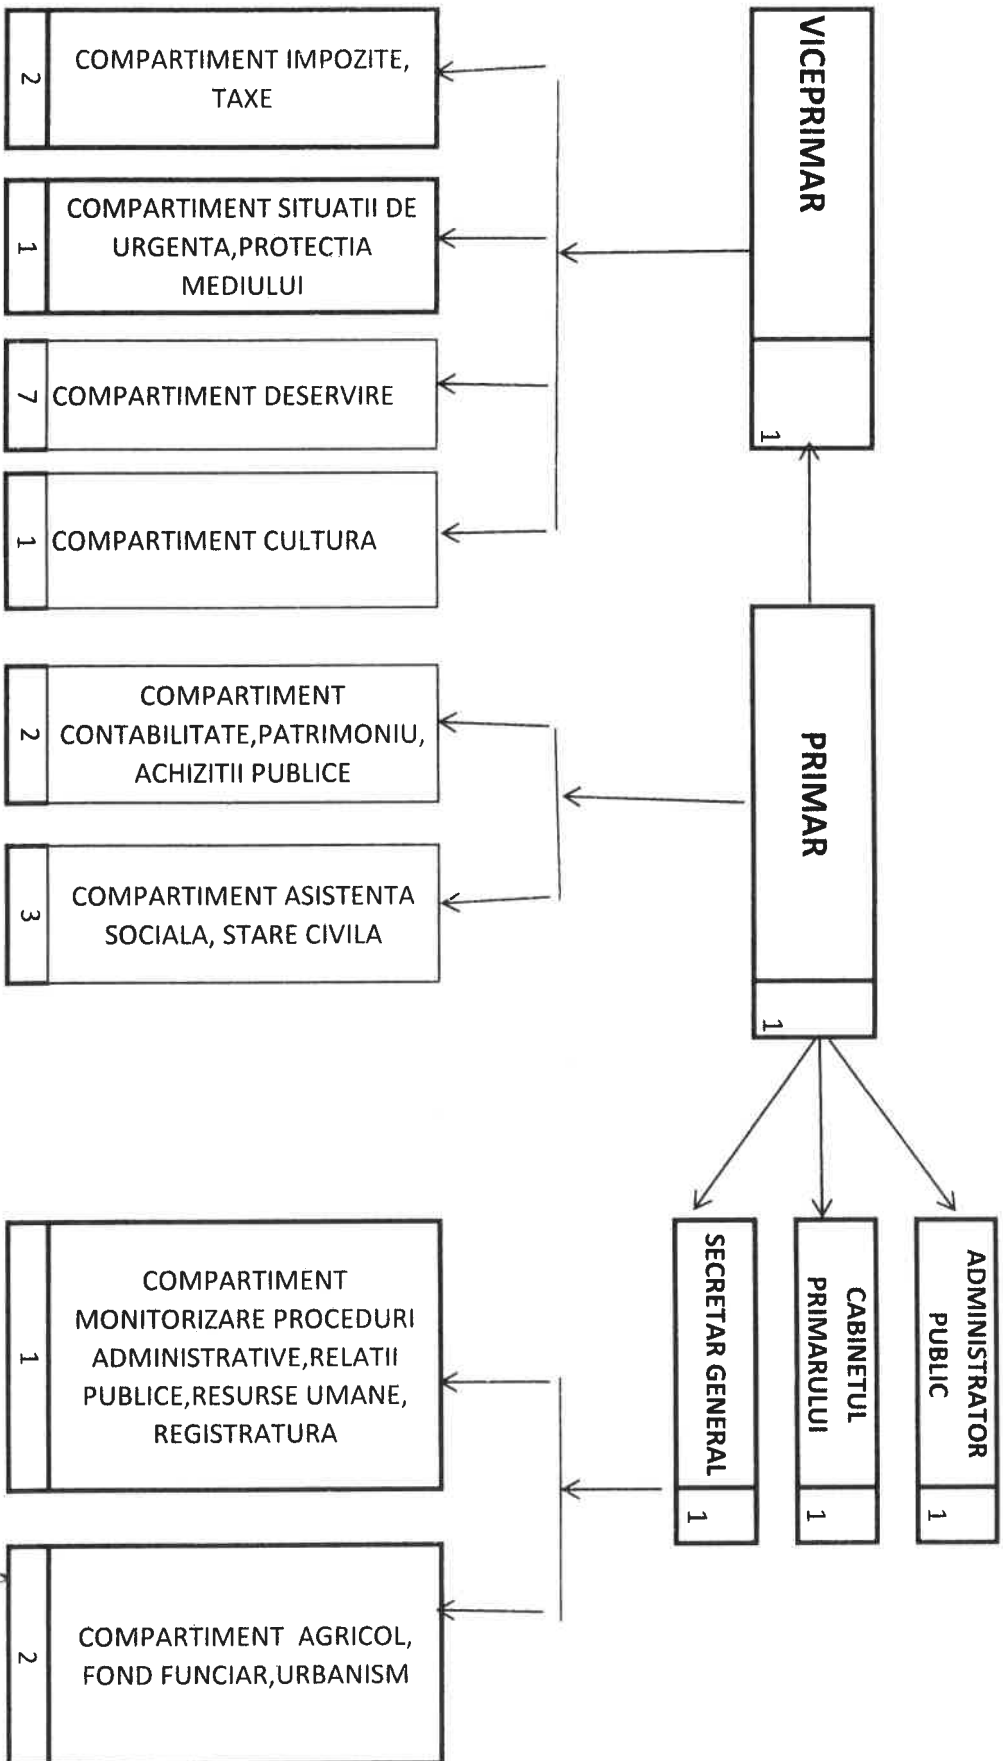 ADMINISTRATOR
PUBLIC
1
CABINETUL
PRIMARULUI
1
SECRETAR GENERAL
1
VICEPRIMAR
1
PRIMAR
1
COMPARTIMENT IMPOZITE,
TAXE
2
COMPARTIMENT SITUATII DE
URGENTA,PROTECTIA
MEDIULUI
1
COMPARTIMENT DESERVIRE
7
COMPARTIMENT CULTURA
1
COMPARTIMENT
CONTABILITATE,PATRIMONIU,
ACHIZITII PUBLICE
2
COMPARTIMENT ASISTENTA
SOCIALA, STARE CIVILA
3
COMPARTIMENT
MONITORIZARE PROCEDURI
ADMINISTRATIVE,RELATII
PUBLICE,RESURSE UMANE,
REGISTRATURA
1
COMPARTIMENT AGRICOL,
FOND FUNCIAR,URBANISM
2